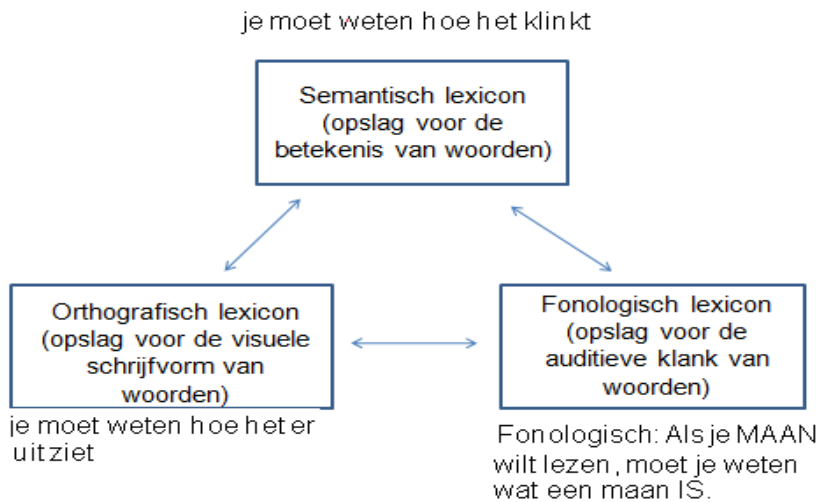 je moet weten hoe het klinkt
Semantisch lexicon
(opslag voor de
betekenis van woorden)
Orthografisch lexicon
(opslag voor de visuele
schrijfvorm van
woorden)
je moet weten hoe het er
uitziet
Fonologisch lexicon
(opslag voor de
auditieve klank van
woorden)
Fonologisch: Als je MAAN
wilt lezen, moet je weten
wat een maan IS.